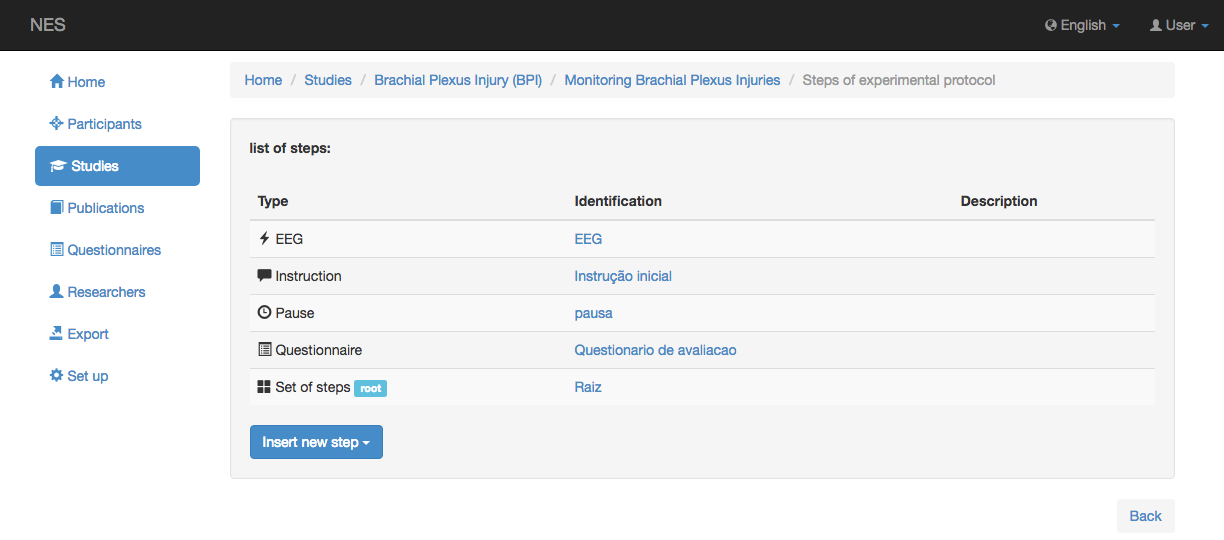 NES English User
Home
Participants
Studies
Publications
Questionnaires
Researchers
Export
Set up
Home / Studies / Brachial Plexus Injury (BPI) / Monitoring Brachial Plexus Injuries / Steps of experimental protocol
list of steps:
Type Identification Description
EEG EEG
Instruction Instrução inicial
Pause pausa
Questionnaire Questionario de avaliacao
Set of steps root Raiz
Insert new step
Back